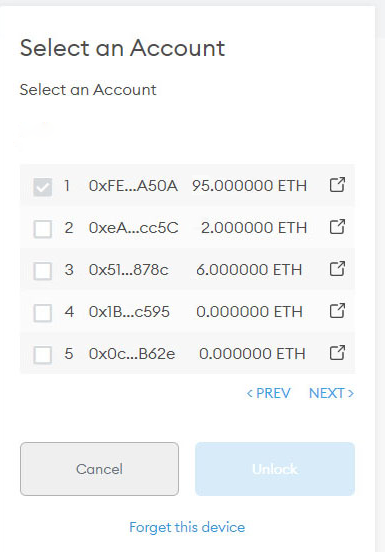 Select an Account
Select an Account
1 0xFE...A50A 95.000000 ETH
2 0xeA...cc5C 2.000000 ETH
3 0x51...878c 6.000000 ETH
4 0x1B...c595 0.000000 ETH
5 0x0c...B62e 0.000000 ETH
< PREV NEXT >
Cancel Unlock
Forget this device